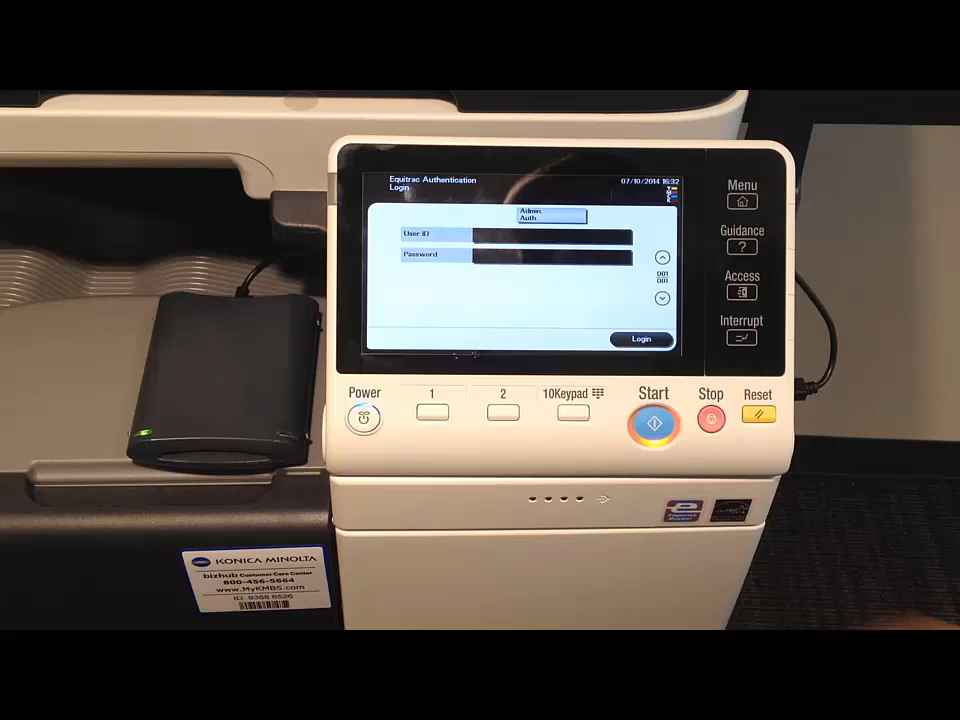 Equitrac Authentication
Login
07/10/2014 16:32
Y
M
C
K
Admin.
Auth.
User ID
Password
001
001
Login
Menu
Guidance
?
Access
Interrupt
Power
1
2
10Keypad
Start
Stop
Reset
KONICA MINOLTA
bizhub Customer Care Center
800-456-5664
www.MyKMBS.com